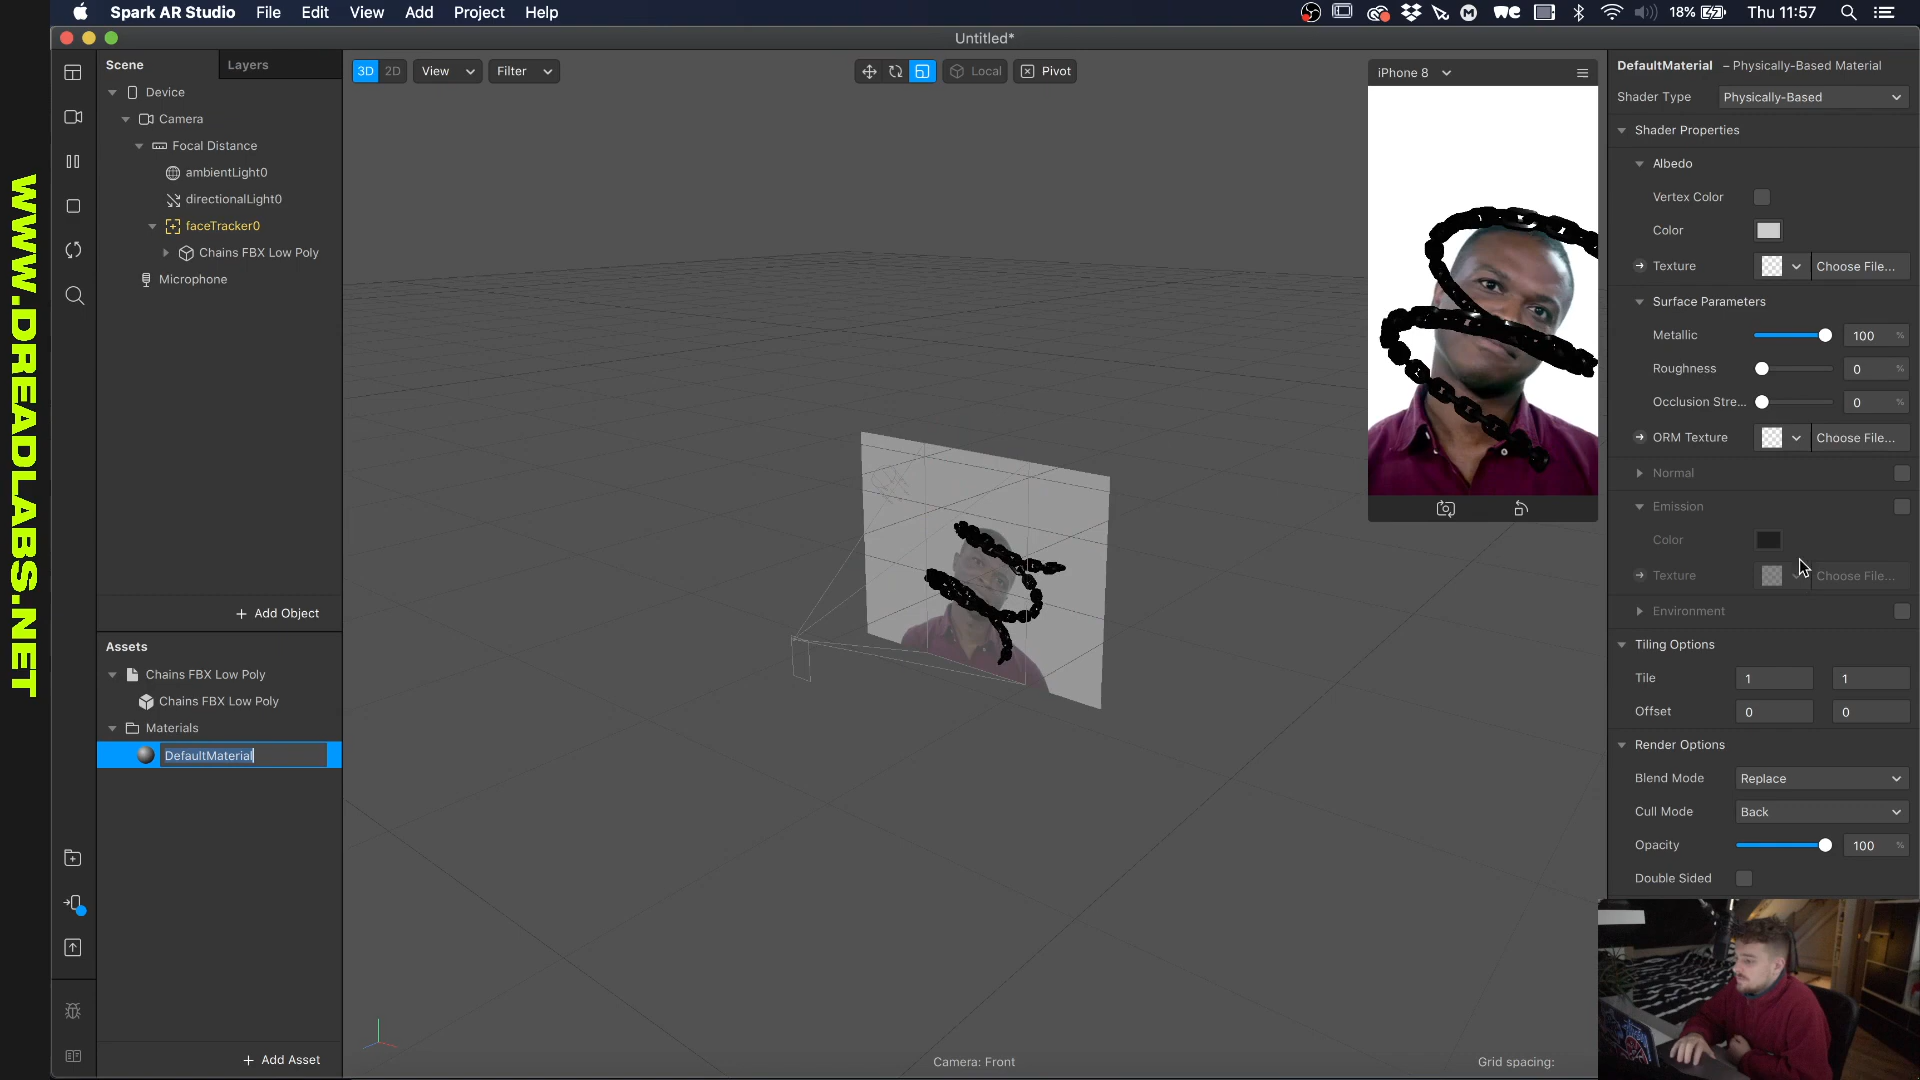 Spark AR Studio File Edit View Add Project Help
18% Thu 11:57
Untitled*
Scene Layers
Device
Camera
Focal Distance
ambientLight0
directionalLight0
faceTracker0
Chains FBX Low Poly
Microphone
+ Add Object
Assets
Chains FBX Low Poly
Chains FBX Low Poly
Materials
DefaultMaterial
+ Add Asset
3D 2D View Filter
Local Pivot
Camera: Front
Grid spacing:
iPhone 8
DefaultMaterial – Physically-Based Material
Shader Type Physically-Based
Shader Properties
Albedo
Vertex Color
Color
Texture Choose File...
Surface Parameters
Metallic 100 %
Roughness 0 %
Occlusion Stre... 0 %
ORM Texture Choose File...
Normal
Emission
Color
Texture Choose File...
Environment
Tiling Options
Tile 1 1
Offset 0 0
Render Options
Blend Mode Replace
Cull Mode Back
Opacity 100 %
Double Sided
WWW.DREADLABS.NET